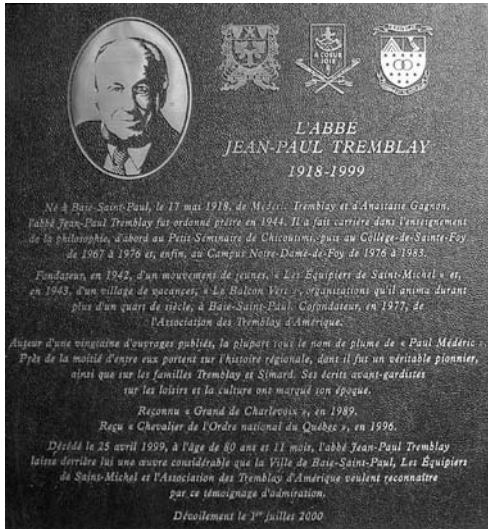 À COEUR
JOIE
L'ABBÉ
JEAN-PAUL TREMBLAY
1918-1999
Né à Baie-Saint-Paul, le 17 mai 1918, de Médéric Tremblay et d'Anastasie Gagnon,
l'abbé Jean-Paul Tremblay fut ordonné prêtre en 1944. Il a fait carrière dans l'enseignement
de la philosophie, d'abord au Petit-Séminaire de Chicoutimi, puis au Collège-de-Sainte-Foy
de 1967 à 1976 et, enfin, au Campus Notre-Dame-de-Foy de 1976 à 1983.
Fondateur, en 1942, d'un mouvement de jeunes, « Les Équipiers de Saint-Michel » et,
en 1943, d'un village de vacances, « Le Balcon Vert », organisations qu'il anima durant
plus d'un quart de siècle, à Baie-Saint-Paul. Cofondateur, en 1977, de
l'Association des Tremblay d'Amérique.
Auteur d'une vingtaine d'ouvrages publiés, la plupart sous le nom de plume de « Paul Médéric ».
Près de la moitié d'entre eux portent sur l'histoire régionale, dont il fut un véritable pionnier,
ainsi que sur les familles Tremblay et Simard. Ses écrits avant-gardistes
sur les loisirs et la culture ont marqué son époque.
Reconnu « Grand de Charlevoix », en 1989.
Reçu « Chevalier de l'Ordre national du Québec », en 1996.
Décédé le 25 avril 1999, à l'âge de 80 ans et 11 mois, l'abbé Jean-Paul Tremblay
laisse derrière lui une œuvre considérable que la Ville de Baie-Saint-Paul, Les Équipiers
de Saint-Michel et l'Association des Tremblay d'Amérique veulent reconnaître
par ce témoignage d'admiration.
Dévoilement le 1er juillet 2000